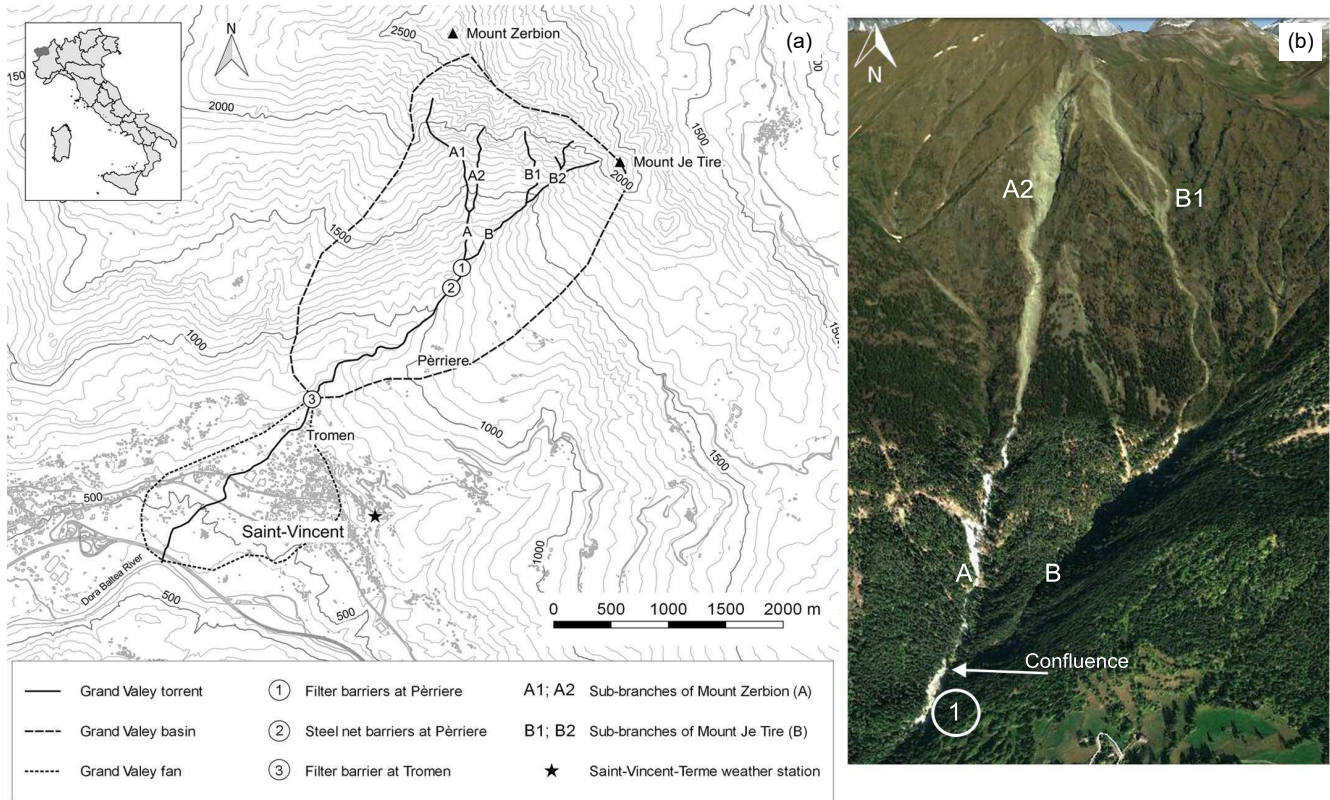 (a)
N
2500
Mount Zerbion
150
2000
1500
A1
A2
B1
B2
Mount Je Tire
2000
1500
A
B
1
2
1000
Pèrriere
3
Tromen
1000
1500
500
Saint-Vincent
Dora Baltea River
500
500
1000
0 500 1000 1500 2000 m
Grand Valey torrent
1 Filter barriers at Pèrriere
A1; A2 Sub-branches of Mount Zerbion (A)
Grand Valey basin
2 Steel net barriers at Pèrriere
B1; B2 Sub-branches of Mount Je Tire (B)
Grand Valey fan
3 Filter barrier at Tromen
Saint-Vincent-Terme weather station
(b)
N
A2
B1
A
B
Confluence
1